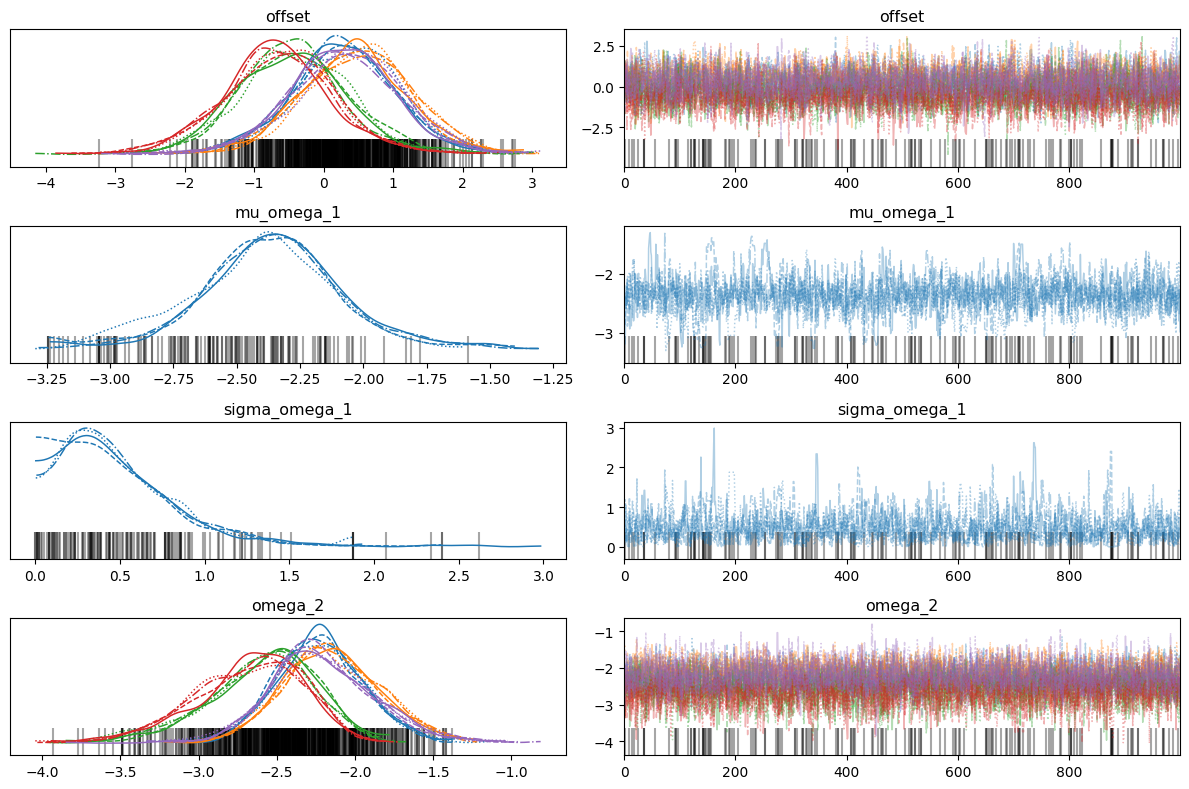 offset
offset
−4 −3 −2 −1 0 1 2 3
2.5
0.0
−2.5
0 200 400 600 800
mu_omega_1
mu_omega_1
−3.25 −3.00 −2.75 −2.50 −2.25 −2.00 −1.75 −1.50 −1.25
−2
−3
0 200 400 600 800
sigma_omega_1
sigma_omega_1
0.0 0.5 1.0 1.5 2.0 2.5 3.0
3
2
1
0
0 200 400 600 800
omega_2
omega_2
−4.0 −3.5 −3.0 −2.5 −2.0 −1.5 −1.0
−1
−2
−3
−4
0 200 400 600 800